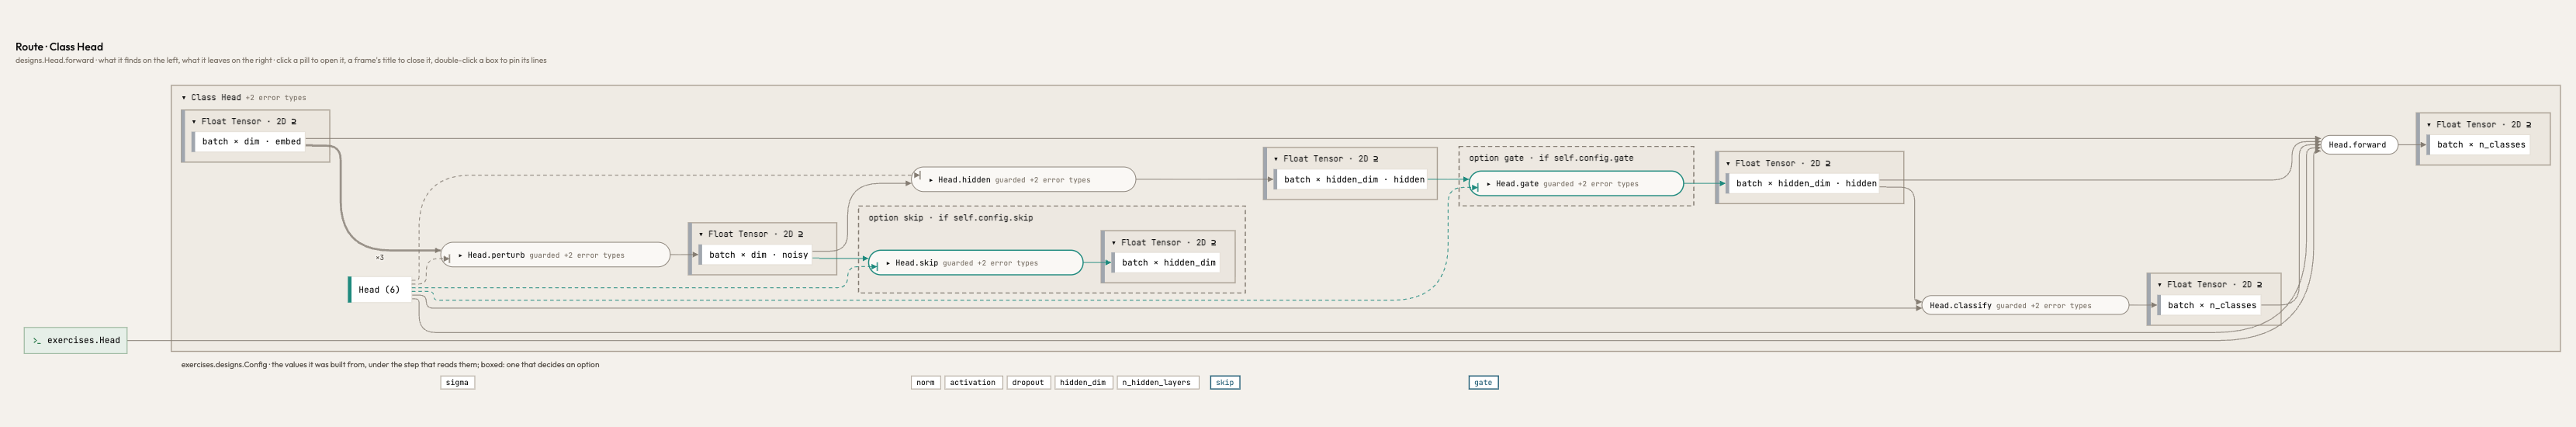 Route · Class Head
designs.Head.forward · what it finds on the left, what it leaves on the right · click a pill to open it, a frame's title to close it, double-click a box to pin its lines
▾ Class Head +2 error types
▾ Float Tensor · 2D ⊇
batch × dim · embed
×3
Head (6)
>_ exercises.Head
▸ Head.perturb guarded +2 error types
▾ Float Tensor · 2D ⊇
batch × dim · noisy
▸ Head.hidden guarded +2 error types
option skip · if self.config.skip
▸ Head.skip guarded +2 error types
▾ Float Tensor · 2D ⊇
batch × hidden_dim
▾ Float Tensor · 2D ⊇
batch × hidden_dim · hidden
option gate · if self.config.gate
▸ Head.gate guarded +2 error types
▾ Float Tensor · 2D ⊇
batch × hidden_dim · hidden
Head.classify guarded +2 error types
▾ Float Tensor · 2D ⊇
batch × n_classes
Head.forward
▾ Float Tensor · 2D ⊇
batch × n_classes
exercises.designs.Config · the values it was built from, under the step that reads them; boxed: one that decides an option
sigma
norm
activation
dropout
hidden_dim
n_hidden_layers
skip
gate